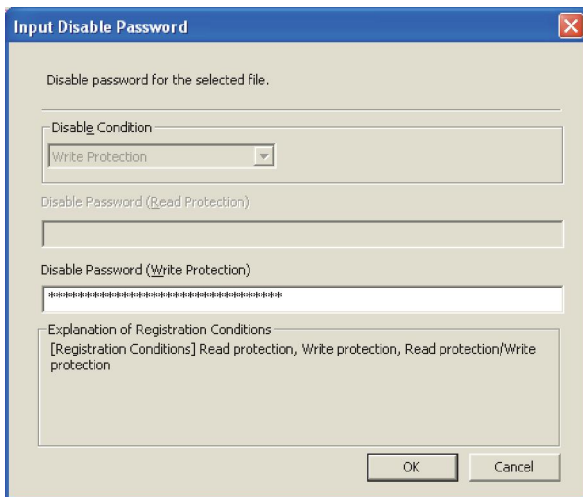 Input Disable Password
Disable password for the selected file.
Disable Condition
Write Protection
Disable Password (Read Protection)
Disable Password (Write Protection)
********************************
Explanation of Registration Conditions
[Registration Conditions] Read protection, Write protection, Read protection/Write
protection
OK
Cancel